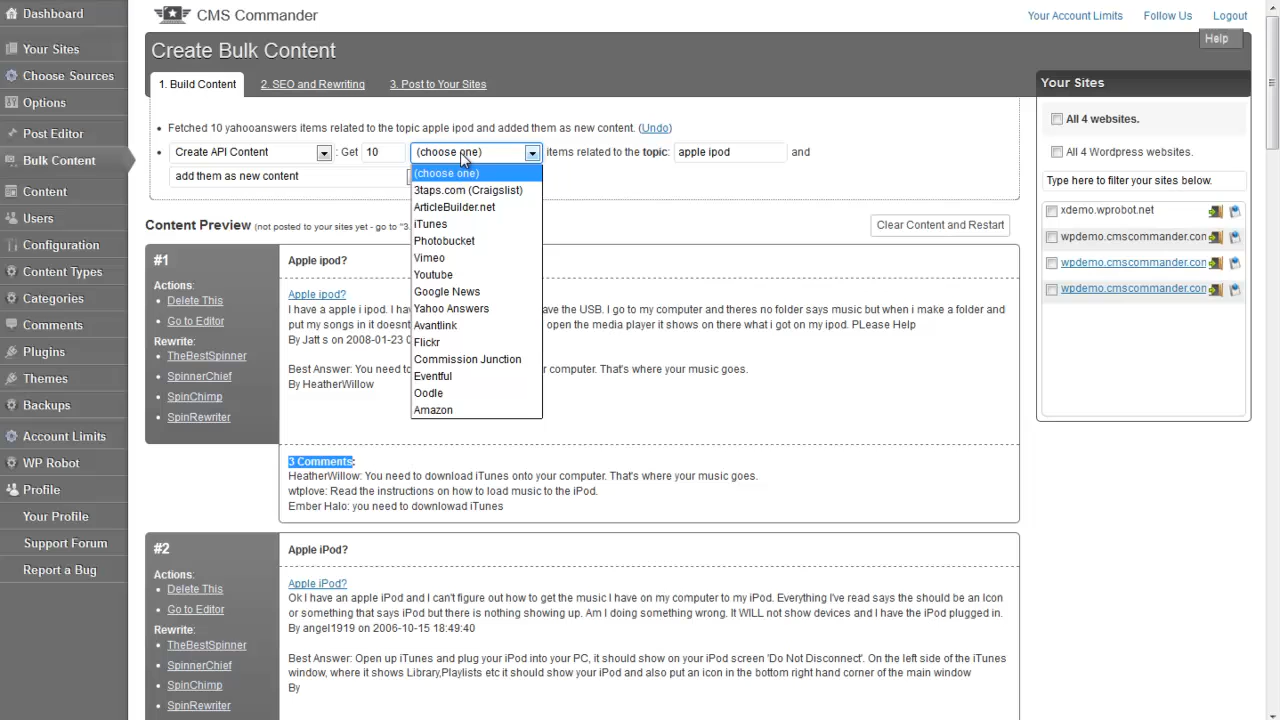 Dashboard
Your Sites
Choose Sources
Options
Post Editor
Bulk Content
Content
Users
Configuration
Content Types
Categories
Comments
Plugins
Themes
Backups
Account Limits
WP Robot
Profile
Your Profile
Support Forum
Report a Bug
CMS Commander
Your Account Limits Follow Us Logout
Create Bulk Content
Help
1. Build Content 2. SEO and Rewriting 3. Post to Your Sites
• Fetched 10 yahooanswers items related to the topic apple ipod and added them as new content. (Undo)
• Create API Content : Get 10 (choose one) items related to the topic: apple ipod and
add them as new content
(choose one)
3taps.com (Craigslist)
ArticleBuilder.net
iTunes
Photobucket
Vimeo
Youtube
Google News
Yahoo Answers
Avantlink
Flickr
Commission Junction
Eventful
Oodle
Amazon
Content Preview (not posted to your sites yet - go to "3.
Clear Content and Restart
#1
Actions:
• Delete This
• Go to Editor
Rewrite:
• TheBestSpinner
• SpinnerChief
• SpinChimp
• SpinRewriter
Apple ipod?
Apple ipod?
I have a apple i ipod. I hav ave the USB. I go to my computer and theres no folder says music but when i make a folder and
put my songs in it doesnt open the media player it shows on there what i got on my ipod. PLease Help
By Jatt s on 2008-01-23 0
Best Answer: You need to computer. That's where your music goes.
By HeatherWillow
3 Comments:
HeatherWillow: You need to download iTunes onto your computer. That's where your music goes.
wtplove: Read the instructions on how to load music to the iPod.
Ember Halo: you need to downlowad iTunes
#2
Actions:
• Delete This
• Go to Editor
Rewrite:
• TheBestSpinner
• SpinnerChief
• SpinChimp
• SpinRewriter
Apple iPod?
Apple iPod?
Ok I have an apple iPod and I can't figure out how to get the music I have on my computer to my iPod. Everything I've read says the should be an Icon
or something that says iPod but there is nothing showing up. Am I doing something wrong. It WILL not show devices and I have the iPod plugged in.
By angel1919 on 2006-10-15 18:49:40
Best Answer: Open up iTunes and plug your iPod into your PC, it should show on your iPod screen 'Do Not Disconnect'. On the left side of the iTunes
window, where it shows Library,Playlists etc it should show your iPod and also put an icon in the bottom right hand corner of the main window
By
Your Sites
All 4 websites.
All 4 Wordpress websites.
Type here to filter your sites below.
xdemo.wprobot.net
wpdemo.cmscommander.con
wpdemo.cmscommander.con
wpdemo.cmscommander.con